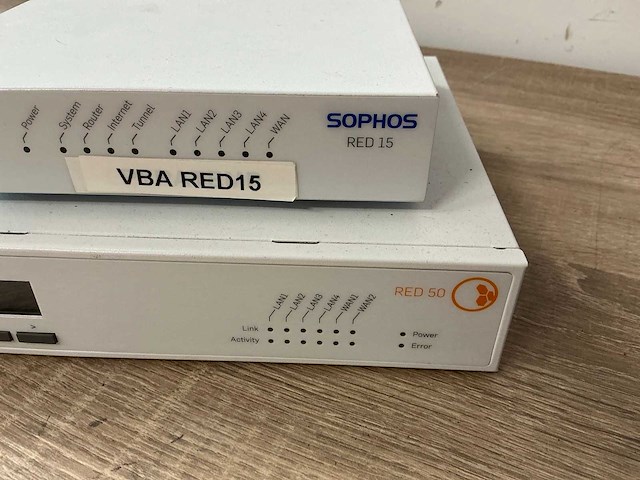 SOPHOS
RED 15
Power System Router Internet Tunnel LAN1 LAN2 LAN3 LAN4 WAN
VBA RED15
RED 50
LAN1 LAN2 LAN3 LAN4 WAN1 WAN2
Link
Activity
Power
Error
>